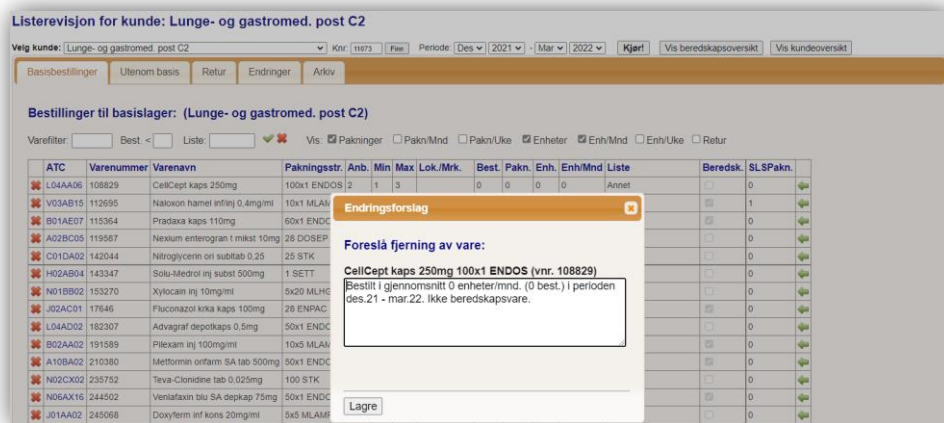 Listerevisjon for kunde: Lunge- og gastromed. post C2
Velg kunde: Lunge- og gastromed. post C2 Knr: 11073 Finn Periode: Des 2021 - Mar 2022 Kjør! Vis beredskapsoversikt Vis kundeoversikt
Basisbestillinger Utenom basis Retur Endringer Arkiv
Bestillinger til basislager: (Lunge- og gastromed. post C2)
Varefilter: Best. < Liste: Vis: Pakninger Pakn/Mnd Pakn/Uke Enheter Enh/Mnd Enh/Uke Retur
ATC Varenummer Varenavn Pakningsstr. Anb. Min Max Lok./Mrk. Best. Pakn. Enh. Enh/Mnd Liste Beredsk. SLSPakn.
L04AA06 108829 CellCept kaps 250mg 100x1 ENDOS 2 1 3 0 0 0 0 Annet 0
V03AB15 112695 Naloxon hamel inf/inj 0,4mg/ml 10x1 MLAM 1
B01AE07 115364 Pradaxa kaps 110mg 60x1 ENDO 0
A02BC05 119587 Nexium enterogran t mikst 10mg 28 DOSEP 0
C01DA02 142044 Nitroglycerin ori subltab 0,25 25 STK 0
H02AB04 143347 Solu-Medrol inj subst 500mg 1 SETT 0
N01BB02 153270 Xylocain inj 10mg/ml 5x20 MLHG 0
J02AC01 17646 Fluconazol krka kaps 100mg 28 ENPAC 0
L04AD02 182307 Advagraf depotkaps 0,5mg 50x1 ENDO 0
B02AA02 191589 Pilexam inj 100mg/ml 10x5 MLAM 0
A10BA02 210380 Metformin orifarm SA tab 500mg 50x1 ENDO 0
N02CX02 235752 Teva-Clonidine tab 0,025mg 100 STK 0
N06AX16 244502 Venlafaxin blu SA depkap 75mg 50x1 ENDO 0
J01AA02 245068 Doxyferm inf kons 20mg/ml 5x5 MLAMP 0
Endringsforslag
Foreslå fjerning av vare:
CellCept kaps 250mg 100x1 ENDOS (vnr. 108829)
Bestilt i gjennomsnitt 0 enheter/mnd. (0 best.) i perioden
des.21 - mar.22. Ikke beredskapsvare.
Lagre